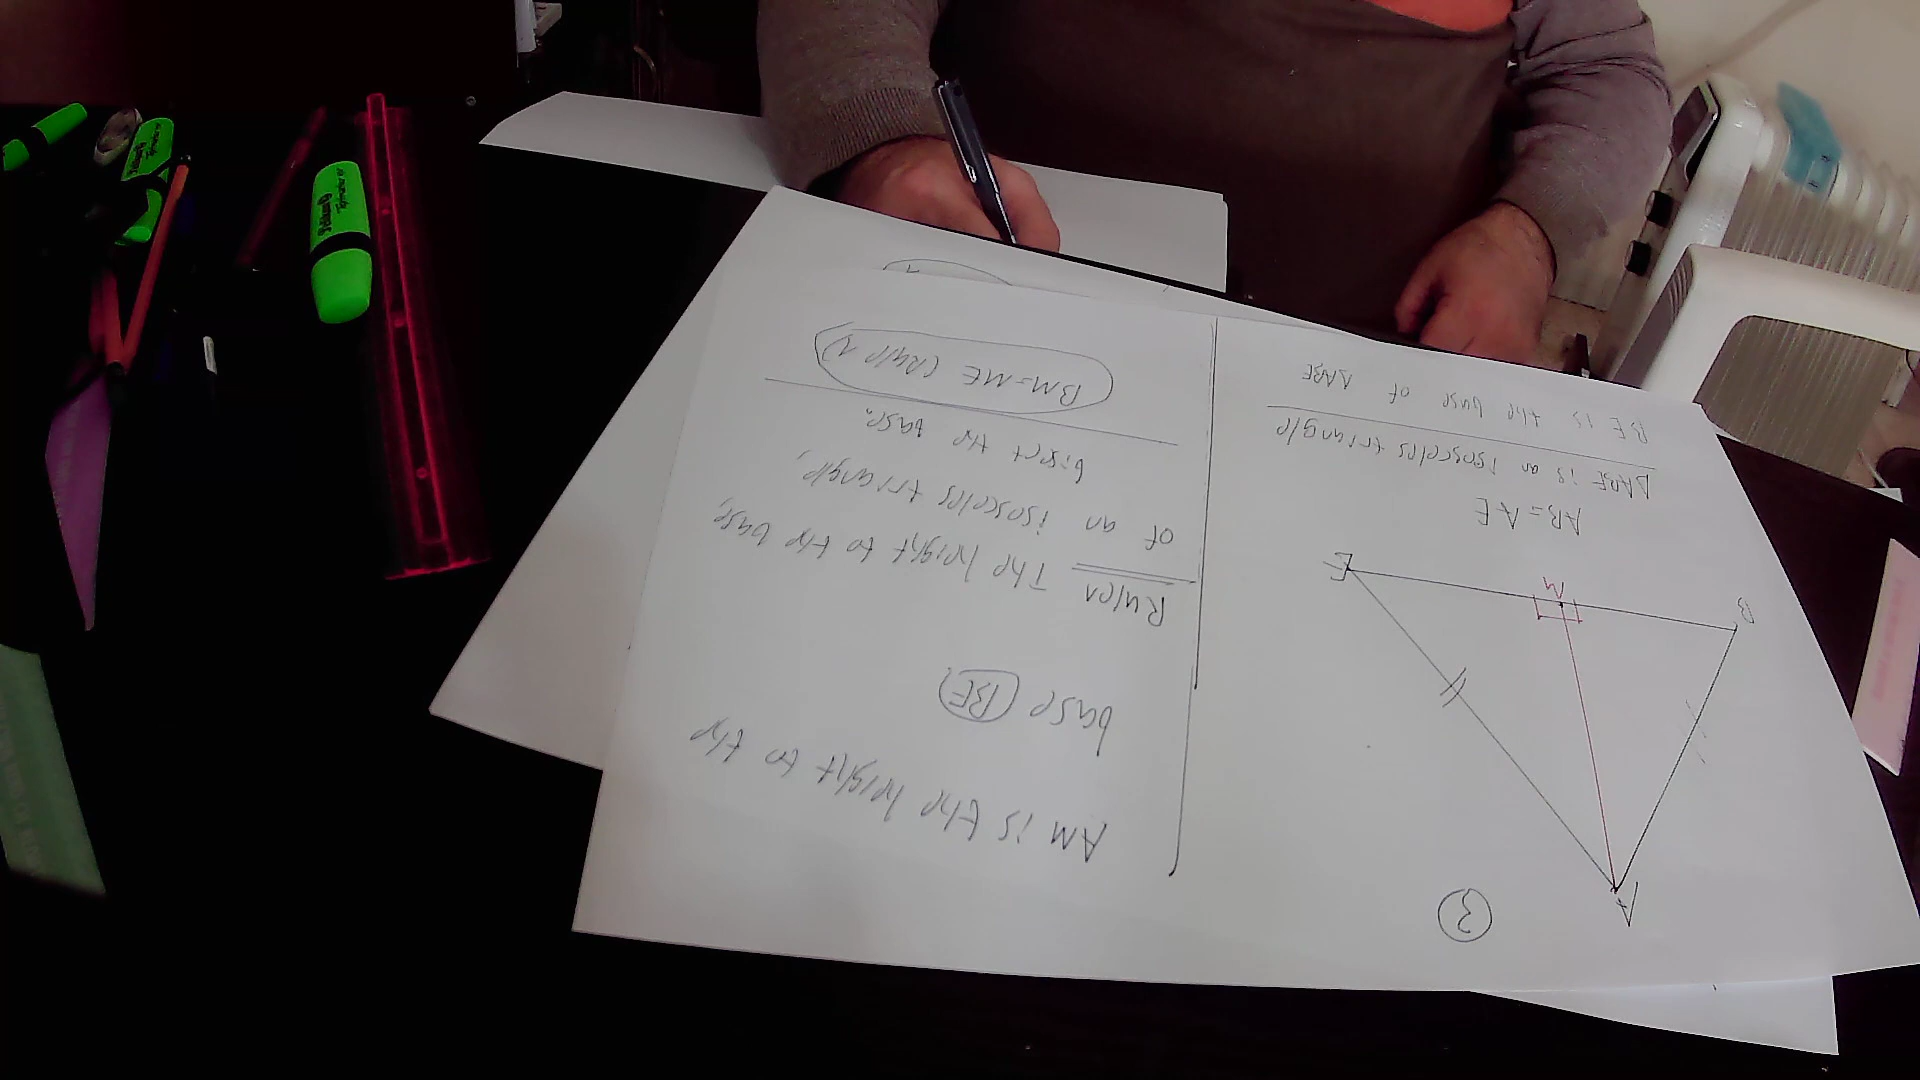 3
A
B
M
E
AB=AE
ΔABE is an isosceles triangle
BE is the base of ΔABE
AM is the height to the
base BE
The height to the base,
of an isosceles triangle,
bisect the base.
BM=ME (Rule 1)